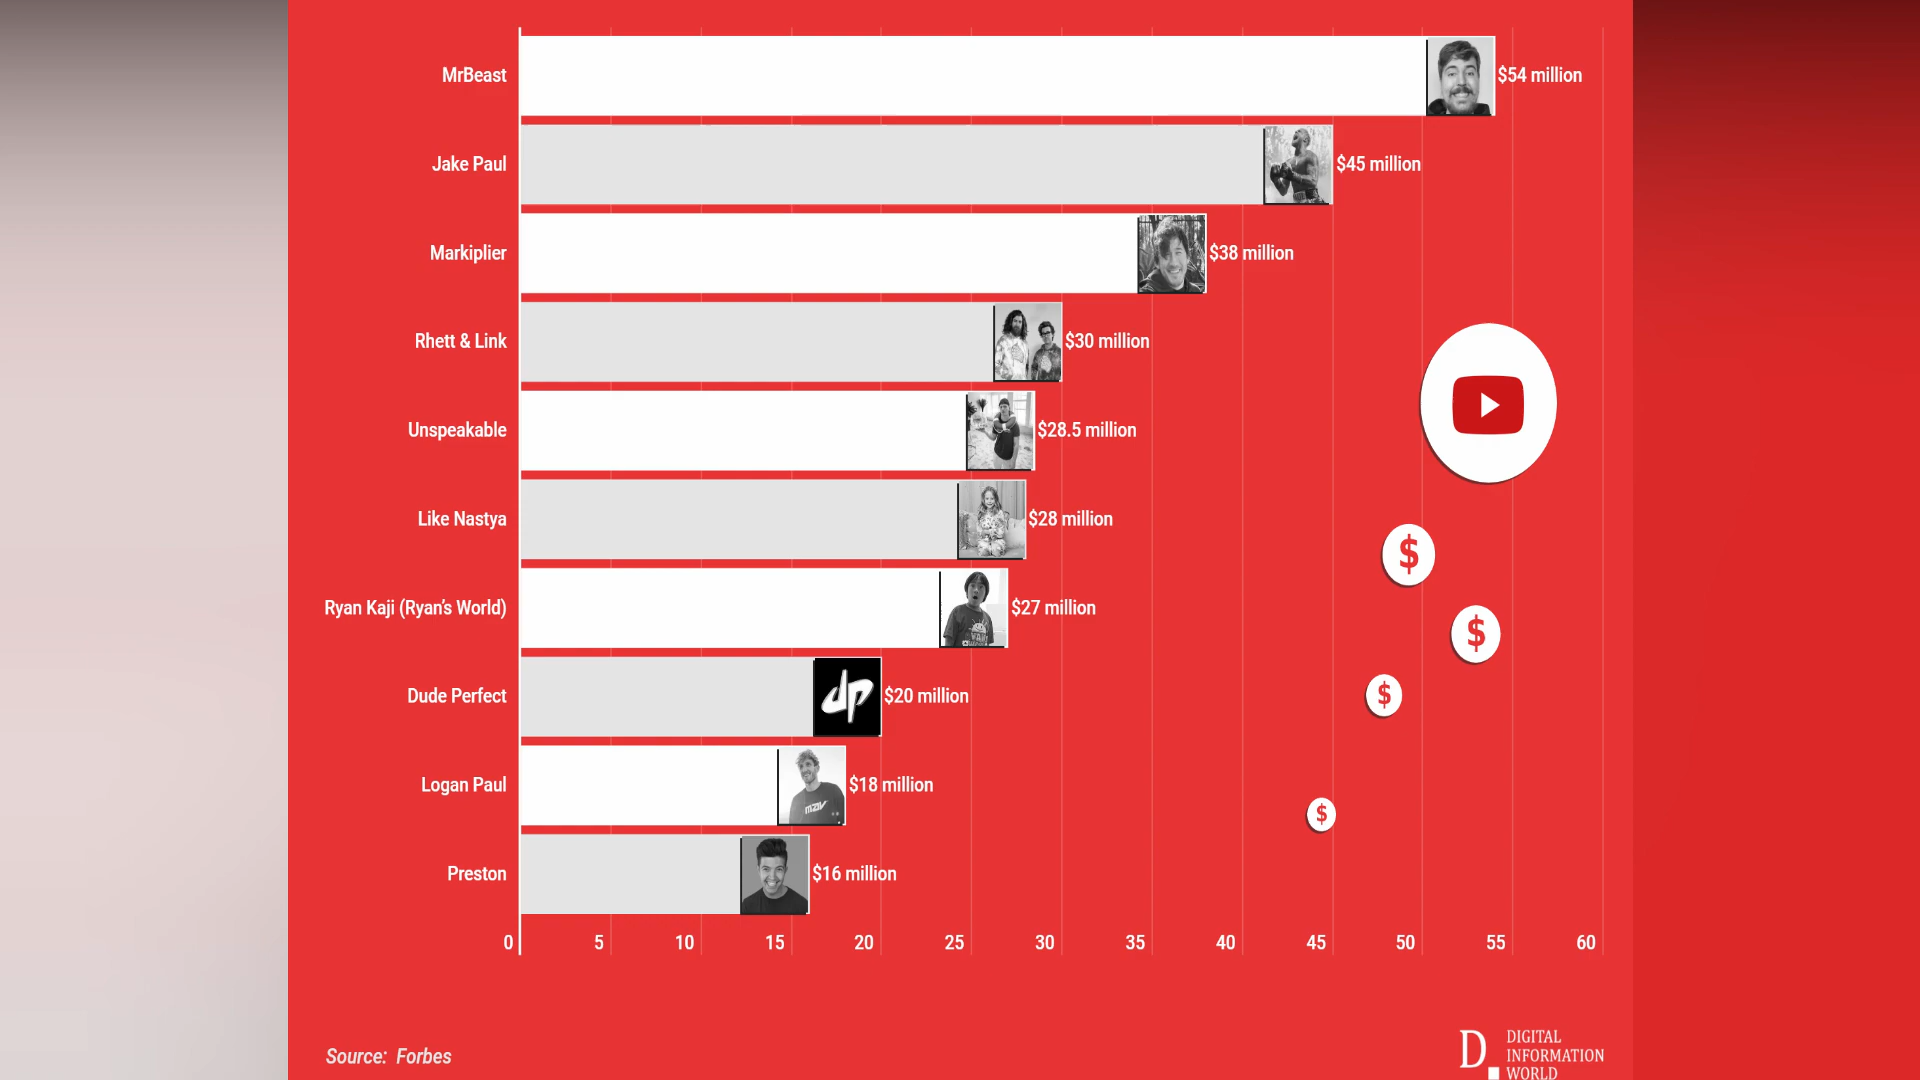 MrBeast
$54 million
Jake Paul
$45 million
Markiplier
$38 million
Rhett & Link
$30 million
Unspeakable
$28.5 million
Like Nastya
$28 million
Ryan Kaji (Ryan's World)
$27 million
Dude Perfect
dp
$20 million
Logan Paul
$18 million
Preston
$16 million
0 5 10 15 20 25 30 35 40 45 50 55 60
$
$
$
$
Source: Forbes
D.
DIGITAL
INFORMATION
WORLD